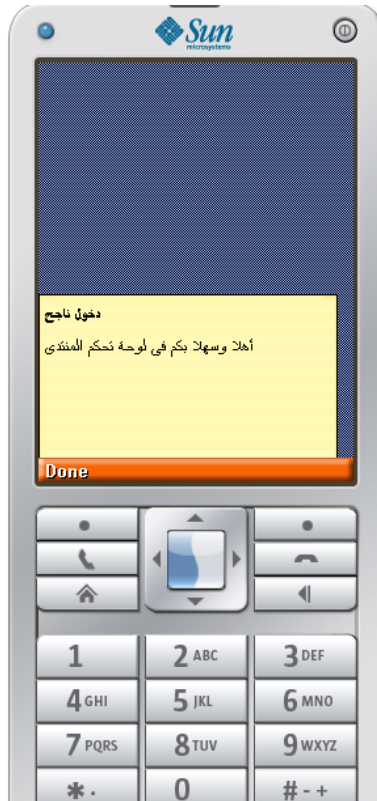 Sun
microsystems
دخول ناجح
أهلا وسهلا بكم فى لوحة تحكم المنتدى
Done
1
2 ABC
3 DEF
4 GHI
5 JKL
6 MNO
7 PQRS
8 TUV
9 WXYZ
* .
0
# - +